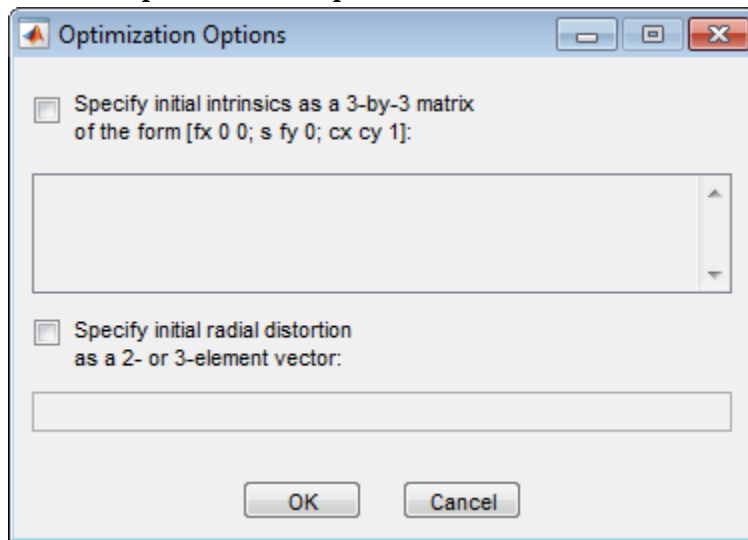 Optimization Options
Specify initial intrinsics as a 3-by-3 matrix
of the form [fx 0 0; s fy 0; cx cy 1]:
Specify initial radial distortion
as a 2- or 3-element vector:
OK Cancel